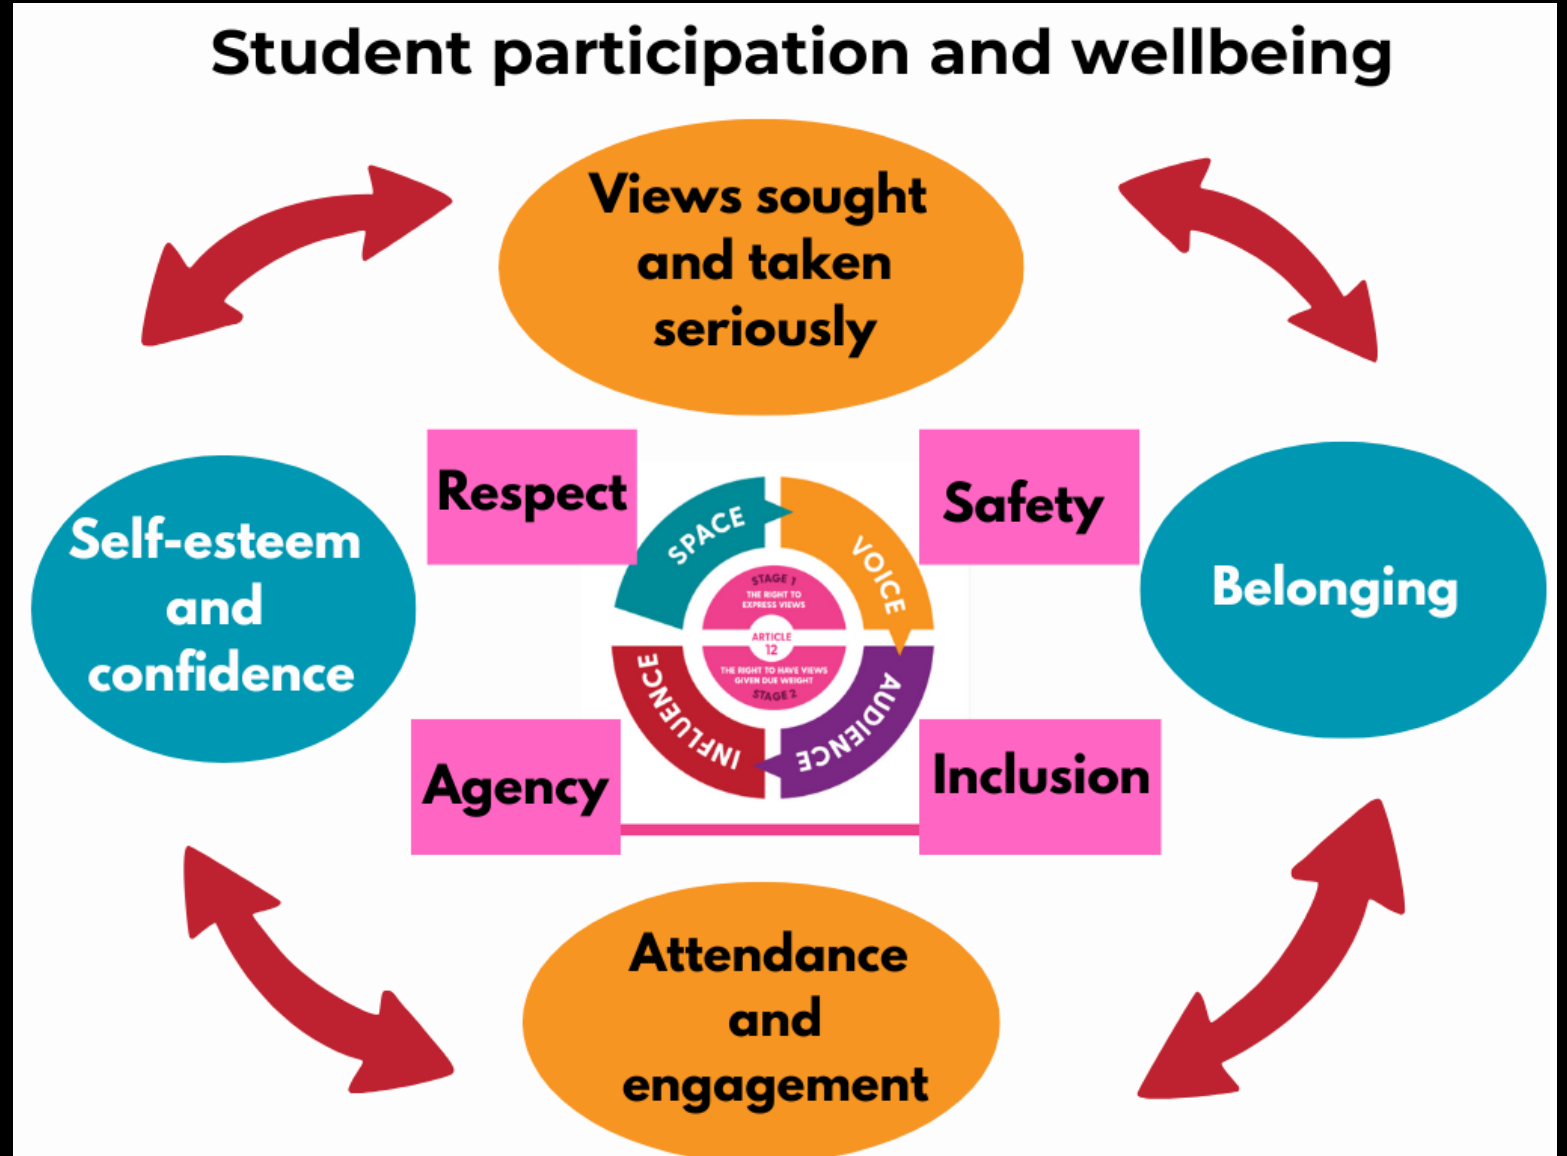 Student participation and wellbeing
Views sought
and taken
seriously
Respect
Safety
Self-esteem
and
confidence
SPACE
VOICE
STAGE 1
THE RIGHT TO
EXPRESS VIEWS
ARTICLE
12
THE RIGHT TO HAVE VIEWS
GIVEN DUE WEIGHT
STAGE 2
INFLUENCE
AUDIENCE
Belonging
Agency
Inclusion
Attendance
and
engagement